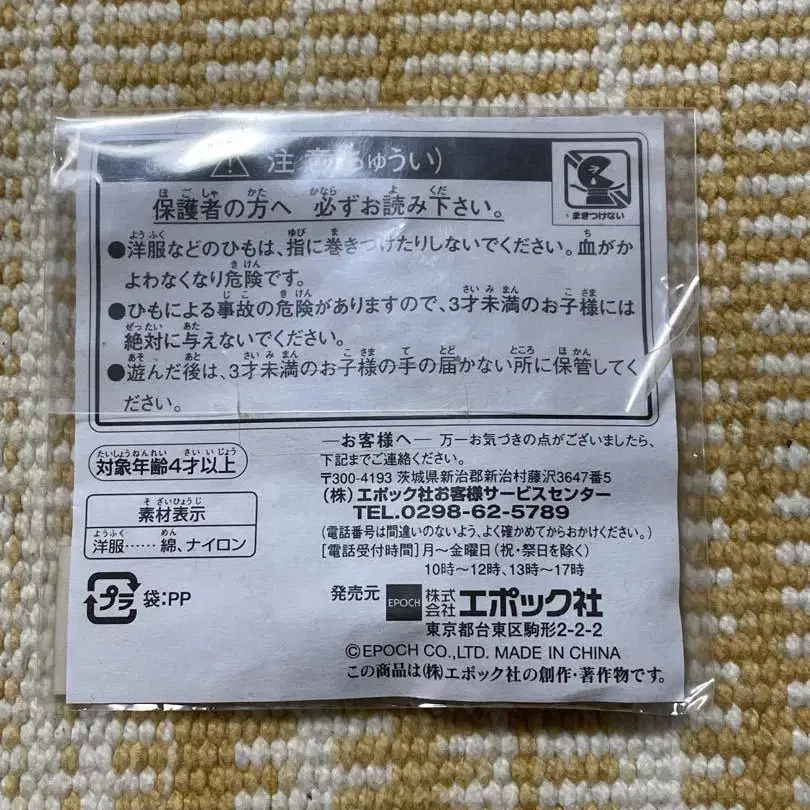 注意(ちゅうい)
まきつけない
保護者の方へ 必ずお読み下さい。
●洋服などのひもは、指に巻きつけたりしないでください。血がか
よわなくなり危険です。
●ひもによる事故の危険がありますので、3才未満のお子様には
絶対に与えないでください。
●遊んだ後は、3才未満のお子様の手の届かない所に保管してく
ださい。
対象年齢4才以上
素材表示
洋服……綿、ナイロン
プラ 袋:PP
―お客様へ― 万一お気づきの点がございましたら、
下記までご連絡ください。
〒300-4193 茨城県新治郡新治村藤沢3647番5
(株)エポック社お客様サービスセンター
TEL.0298-62-5789
(電話番号は間違いのないよう、よく確かめてからおかけください。)
[電話受付時間]月~金曜日(祝・祭日を除く)
10時~12時、13時~17時
発売元 EPOCH 株式会社 エポック社
東京都台東区駒形2-2-2
©EPOCH CO.,LTD. MADE IN CHINA
この商品は(株)エポック社の創作・著作物です。